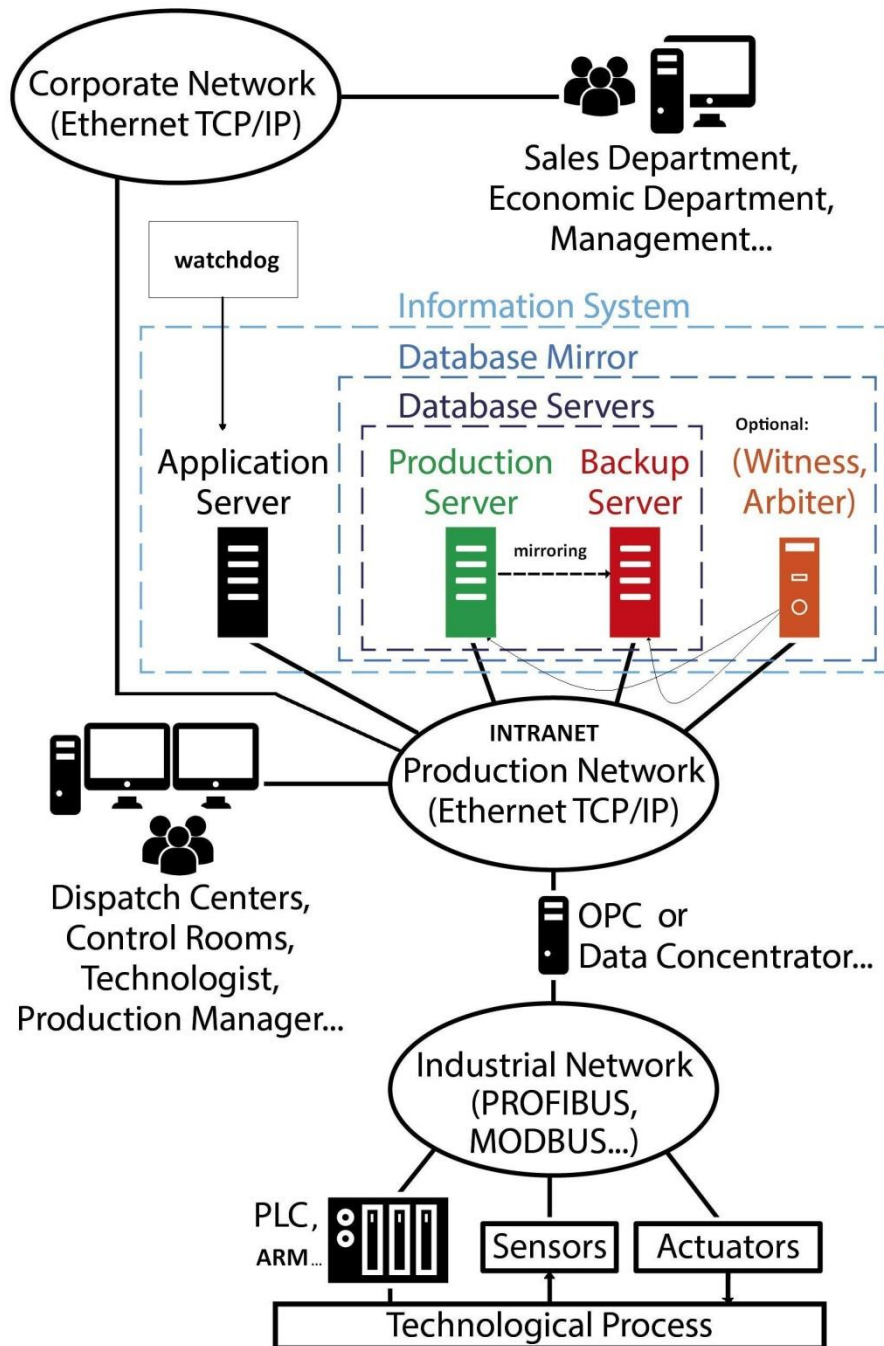 Corporate Network
(Ethernet TCP/IP)
Sales Department,
Economic Department,
Management...
watchdog
Information System
Database Mirror
Database Servers
Optional:
Application
Server
Production
Server
Backup
Server
(Witness,
Arbiter)
mirroring
INTRANET
Production Network
(Ethernet TCP/IP)
Dispatch Centers,
Control Rooms,
Technologist,
Production Manager...
OPC or
Data Concentrator...
Industrial Network
(PROFIBUS,
MODBUS...)
PLC,
ARM ...
Sensors
Actuators
Technological Process